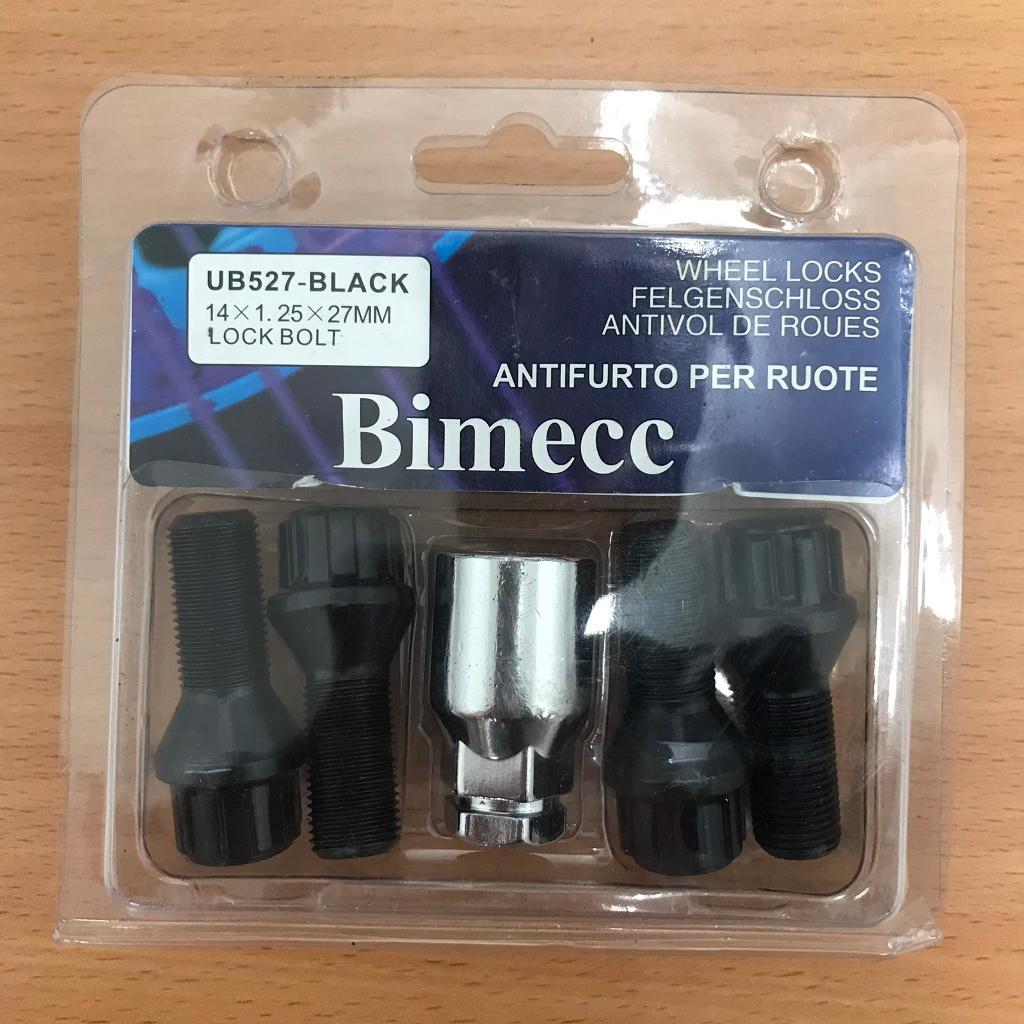 UB527-BLACK
14×1.25×27MM
LOCK BOLT
WHEEL LOCKS
FELGENSCHLOSS
ANTIVOL DE ROUES
ANTIFURTO PER RUOTE
Bimecc